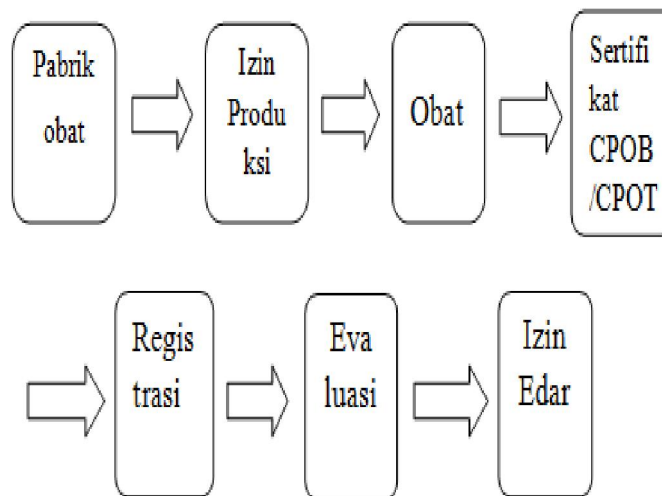 Pabrik
obat
Izin
Produ
ksi
Obat
Sertifi
kat
CPOB
/CPOT
Regis
trasi
Eva
luasi
Izin
Edar